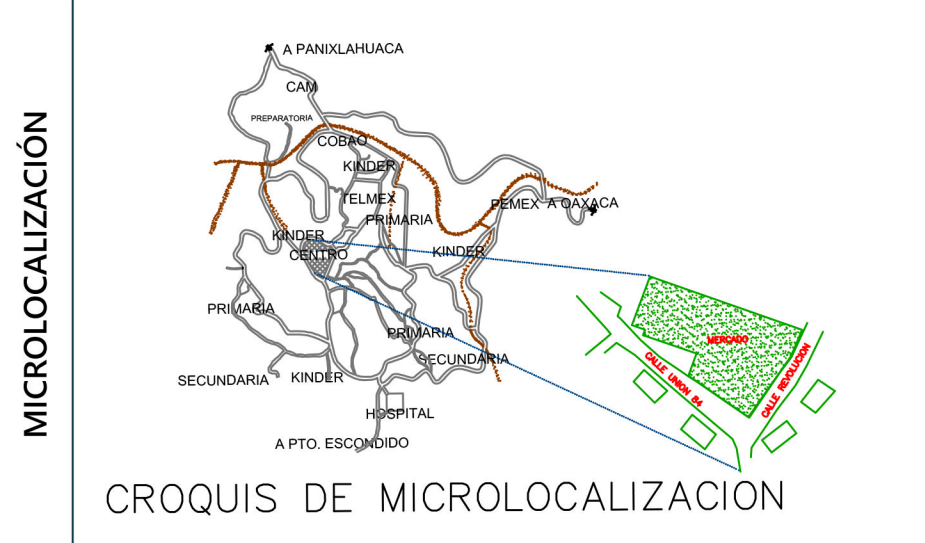 MICROLOCALIZACIÓN
A PANIXLAHUACA
CAM
PREPARATORIA
COBAO
KINDER
TELMEX
PRIMARIA
PEMEX A OAXACA
KINDER
CENTRO
KINDER
PRIMARIA
PRIMARIA
SECUNDARIA
SECUNDARIA
KINDER
HOSPITAL
A PTO. ESCONDIDO
MERCADO
CALLE UNION 84
CALLE REVOLUCION
CROQUIS DE MICROLOCALIZACION